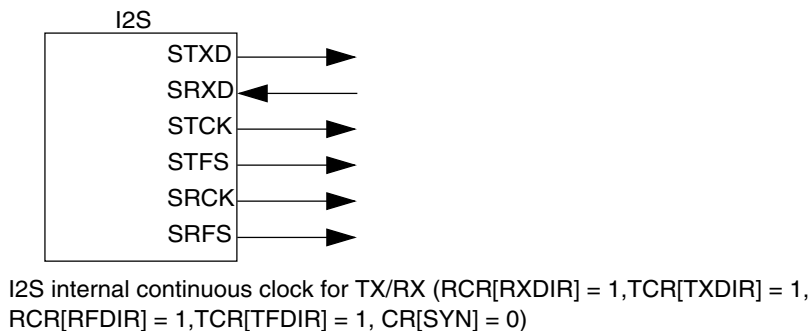 I2S
STXD
SRXD
STCK
STFS
SRCK
SRFS
I2S internal continuous clock for TX/RX (RCR[RXDIR] = 1,TCR[TXDIR] = 1,
RCR[RFDIR] = 1,TCR[TFDIR] = 1, CR[SYN] = 0)